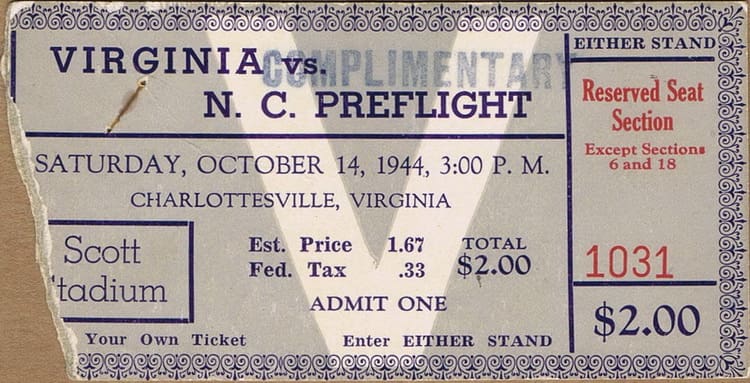 EITHER STAND
VIRGINIA vs.
COMPLIMENTARY
N. C. PREFLIGHT
SATURDAY, OCTOBER 14, 1944, 3:00 P. M.
CHARLOTTESVILLE, VIRGINIA
Scott
tadium
Est. Price 1.67
Fed. Tax .33
TOTAL
$2.00
ADMIT ONE
Your Own Ticket
Enter EITHER STAND
Reserved Seat
Section
Except Sections
6 and 18
1031
$2.00
V